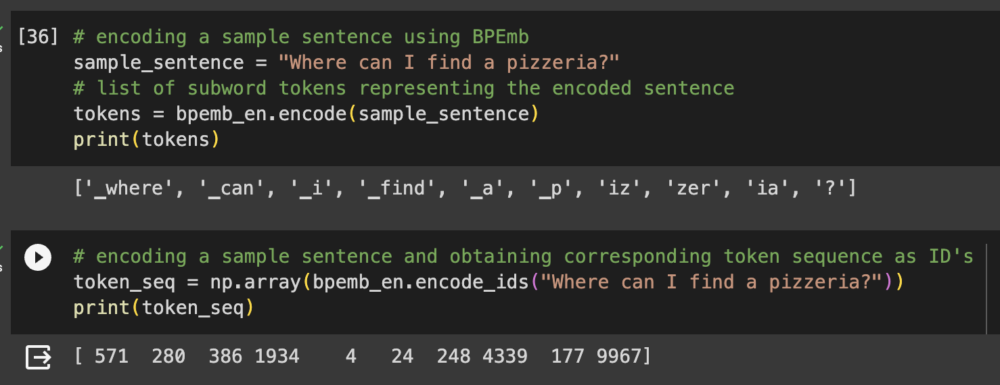 [36] # encoding a sample sentence using BPEmb
sample_sentence = "Where can I find a pizzeria?"
# list of subword tokens representing the encoded sentence
tokens = bpemb_en.encode(sample_sentence)
print(tokens)
['_where', '_can', '_i', '_find', '_a', '_p', 'iz', 'zer', 'ia', '?']
# encoding a sample sentence and obtaining corresponding token sequence as ID's
token_seq = np.array(bpemb_en.encode_ids("Where can I find a pizzeria?"))
print(token_seq)
[ 571  280  386 1934    4   24  248 4339  177 9967]